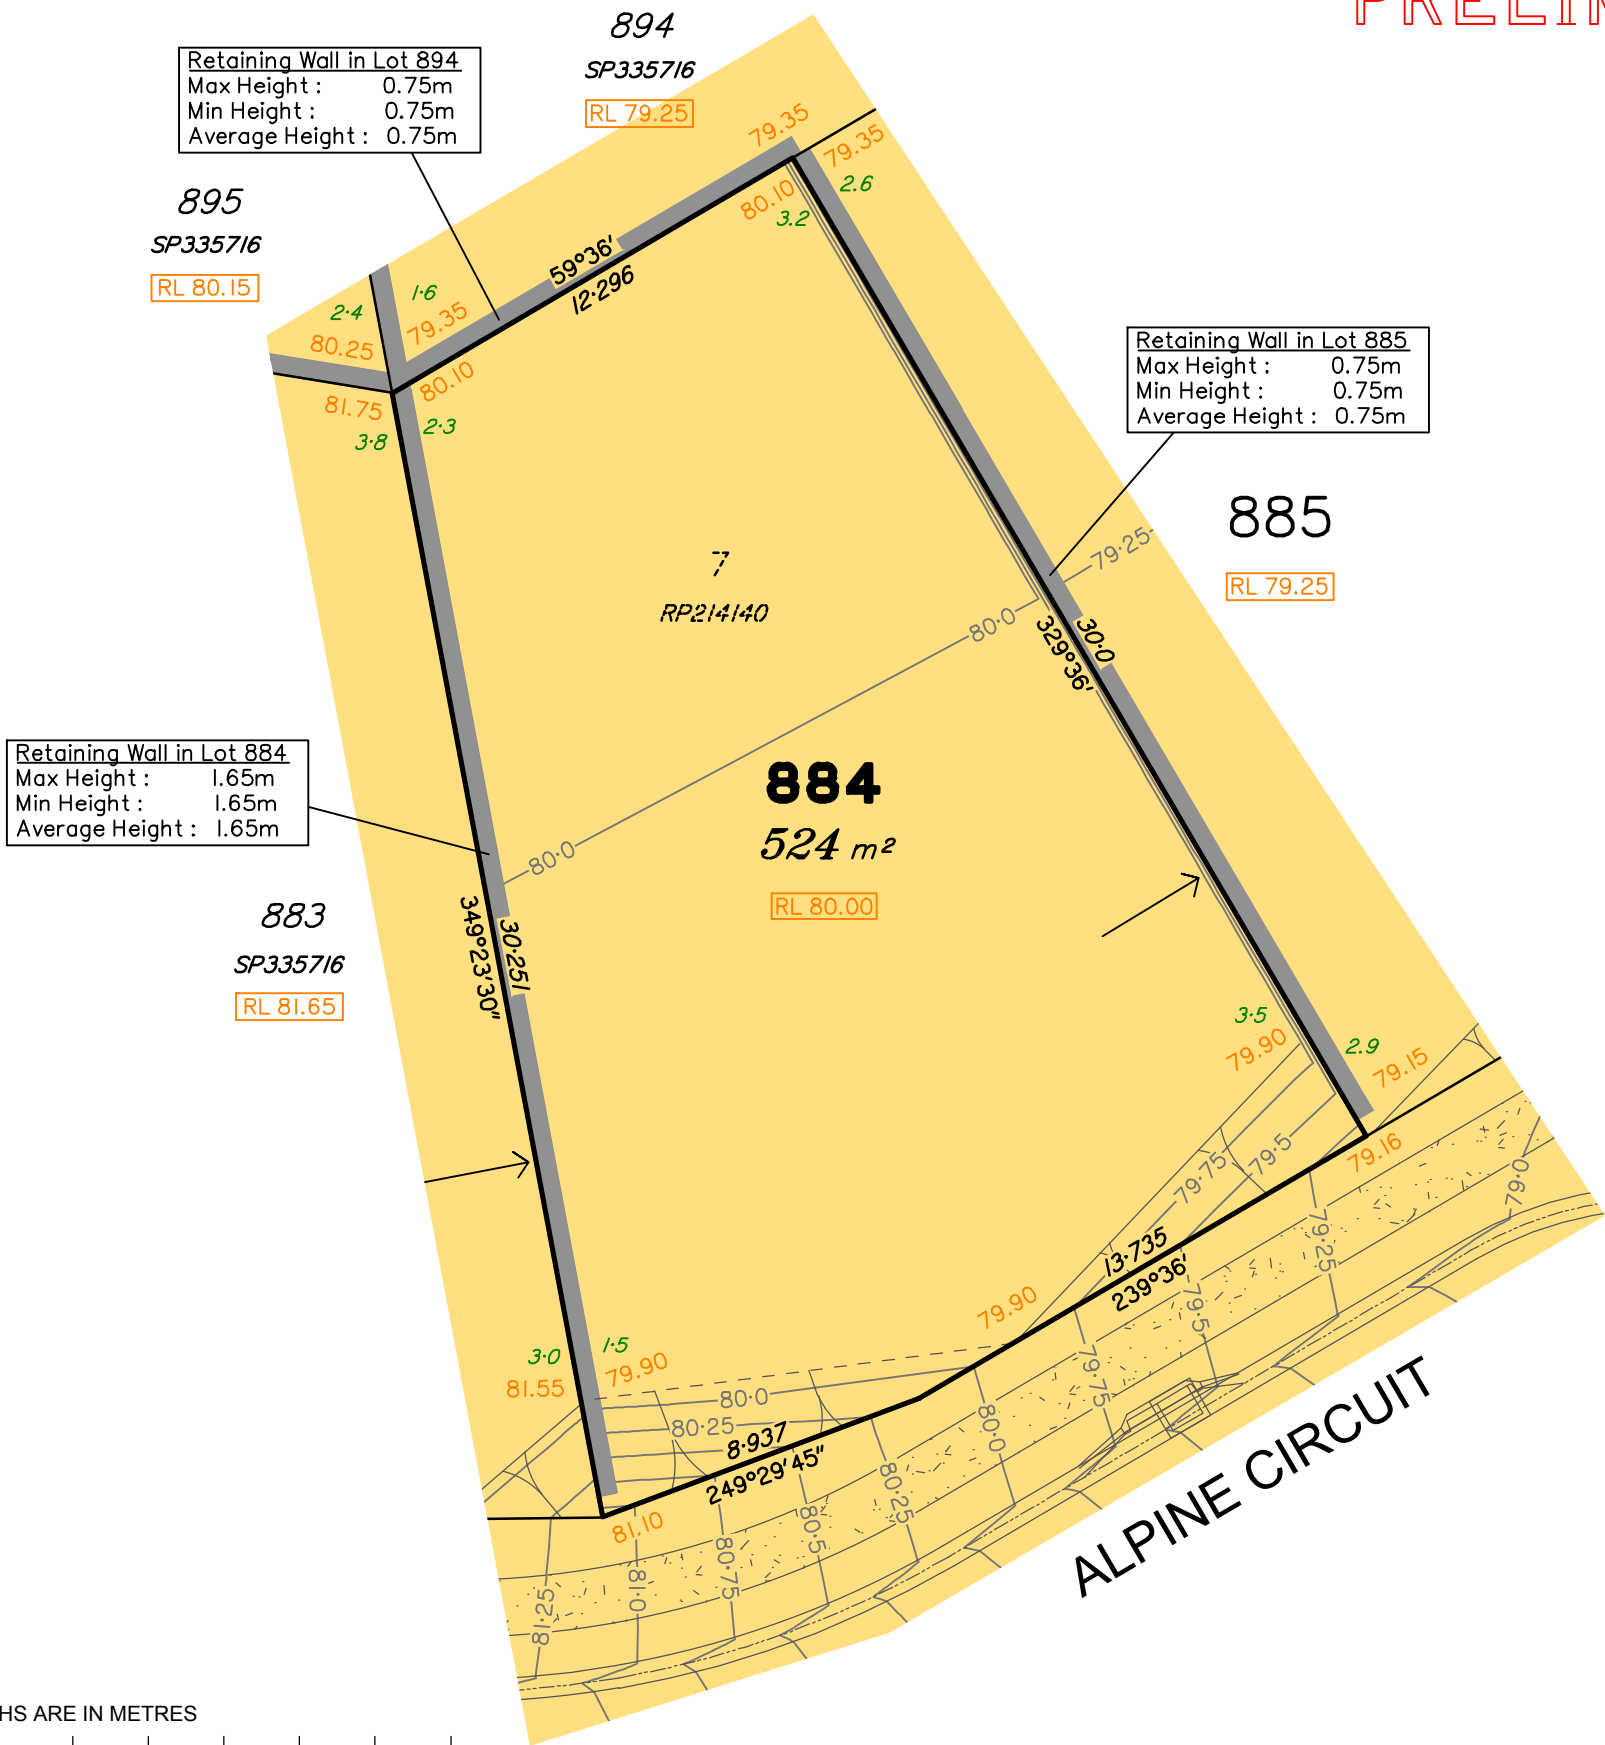 894
SP335716
RL 79.25
Retaining Wall in Lot 894
Max Height : 0.75m
Min Height : 0.75m
Average Height : 0.75m
79.35
79.35
2.6
80.10
3.2
895
SP335716
RL 80.15
59°36'
12·296
2·4
1·6
79.35
80.25
80.10
81.75
2·3
3·8
Retaining Wall in Lot 885
Max Height : 0.75m
Min Height : 0.75m
Average Height : 0.75m
885
RL 79.25
79·25
7
RP214140
80·0
30·0
329°36'
Retaining Wall in Lot 884
Max Height : 1.65m
Min Height : 1.65m
Average Height : 1.65m
884
524 m²
RL 80.00
80·0
883
SP335716
RL 81.65
349°23'30"
30·251
3·5
79.90
2.9
79.15
79.16
79·75
79·5
79·0
79·25
13·735
239°36'
79·5
79.90
79·75
3·0
1·5
81.55
79.90
80·0
80·25
8·937
249°29'45"
80·0
80·25
80·5
80·75
81·0
81·25
81.10
ALPINE CIRCUIT
HS ARE IN METRES